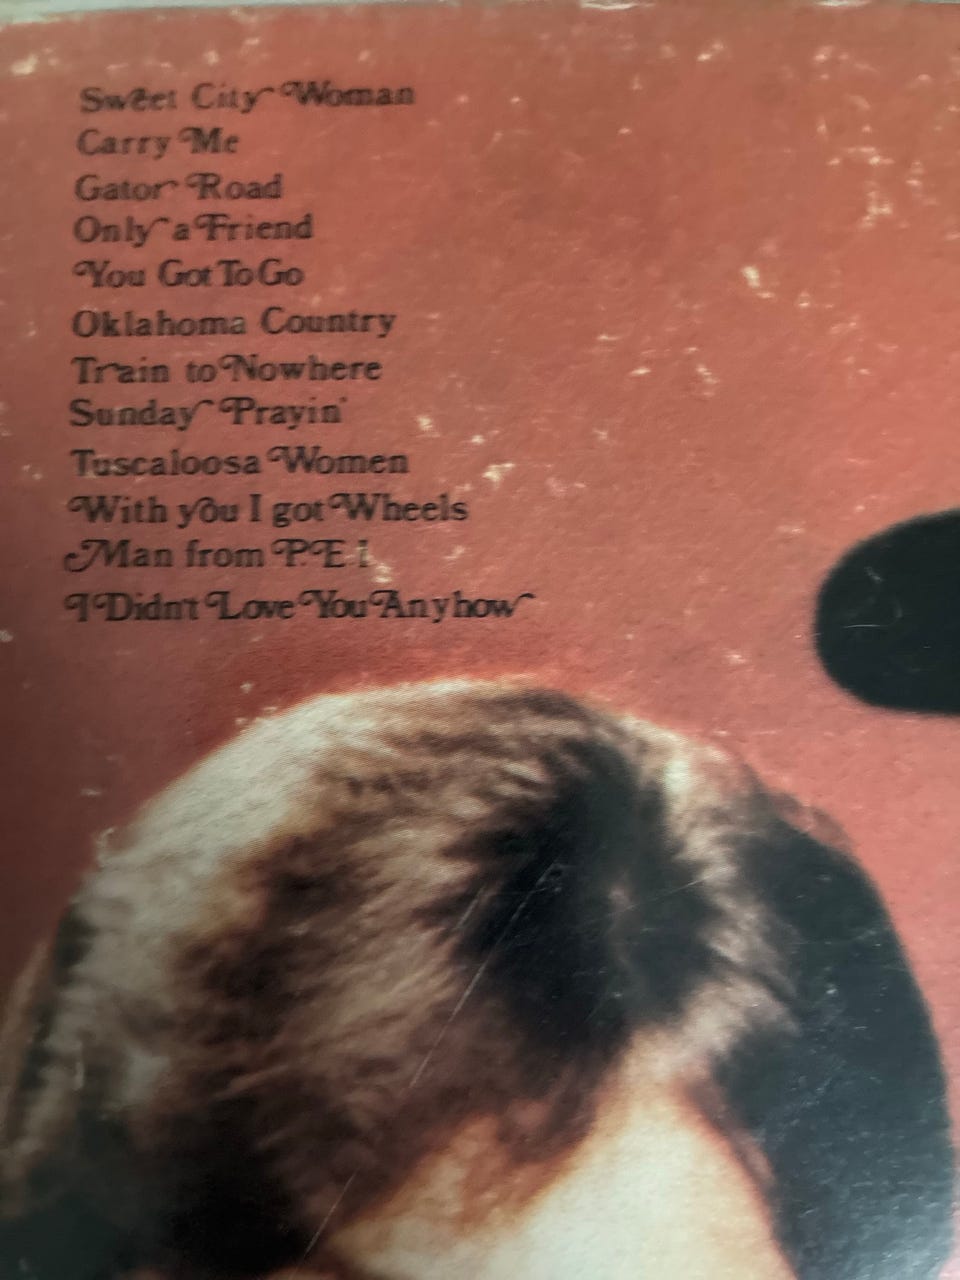 Sweet City Woman
Carry Me
Gator Road
Only a Friend
You Got To Go
Oklahoma Country
Train to Nowhere
Sunday Prayin'
Tuscaloosa Women
With you I got Wheels
Man from P.E.I.
I Didn't Love You Anyhow